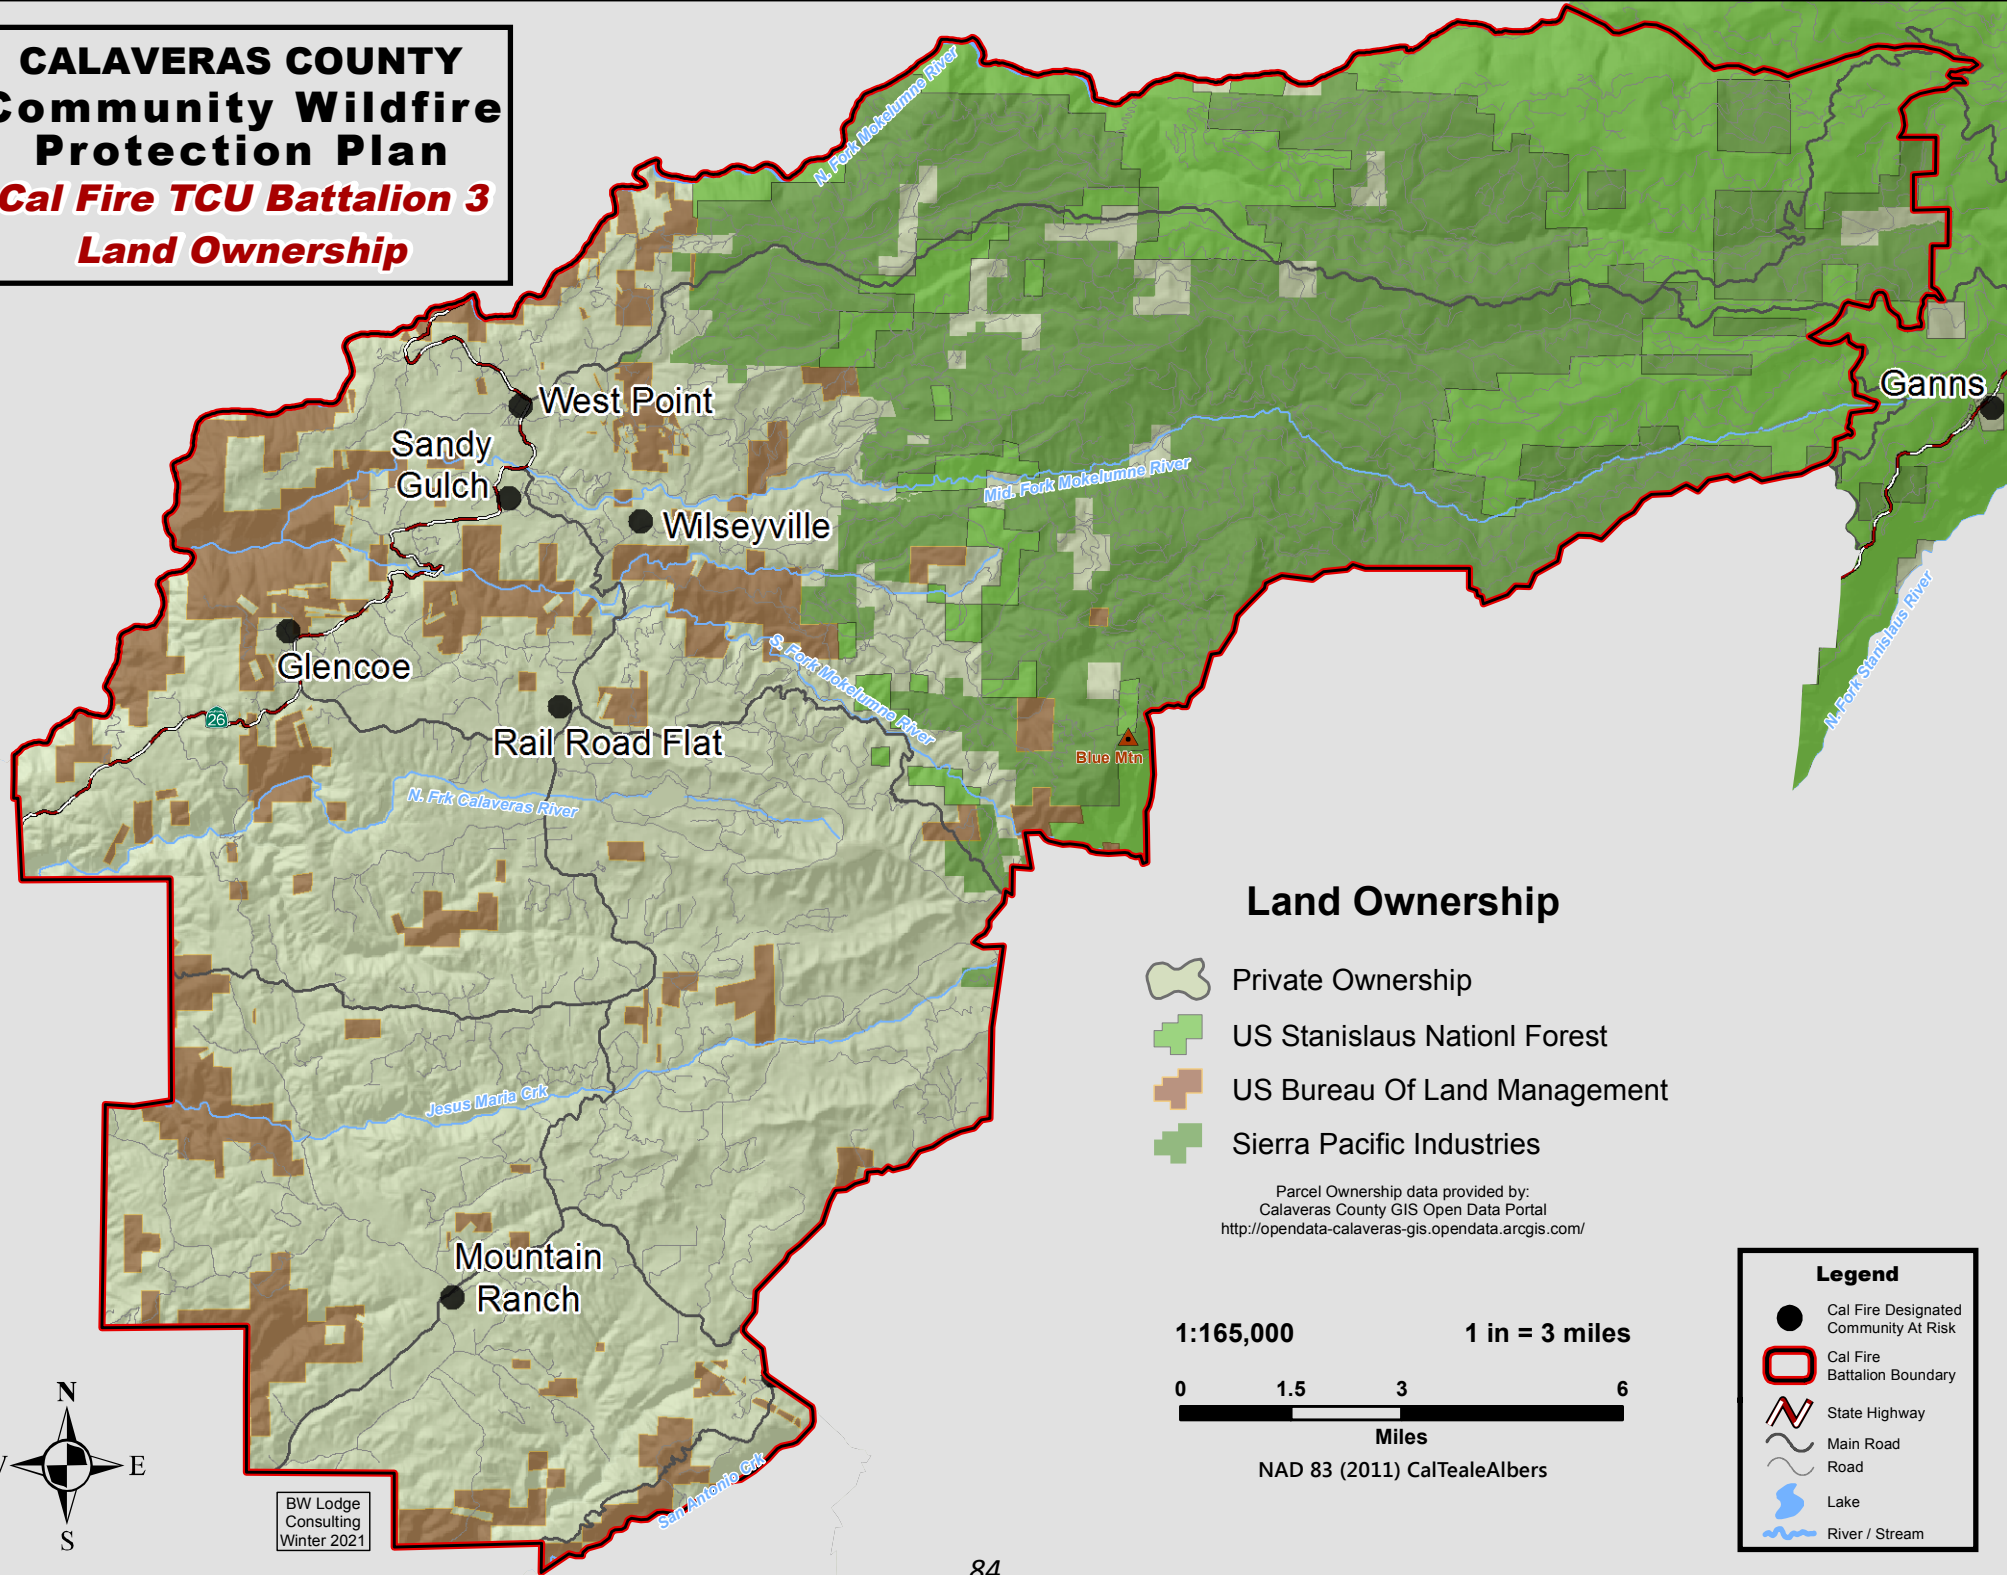 CALAVERAS COUNTY
Community Wildfire
Protection Plan
Cal Fire TCU Battalion 3
Land Ownership
N. Fork Mokelumne River
West Point
Sandy
Gulch
Wilseyville
Mid. Fork Mokelumne River
Ganns
Glencoe
26
S. Fork Mokelumne River
N. Fork Stanislaus River
Rail Road Flat
Blue Mtn
N. Frk Calaveras River
Jesus Maria Crk
Mountain
Ranch
San Antonio Crk
Land Ownership
Private Ownership
US Stanislaus Nationl Forest
US Bureau Of Land Management
Sierra Pacific Industries
Parcel Ownership data provided by:
Calaveras County GIS Open Data Portal
http://opendata-calaveras-gis.opendata.arcgis.com/
1:165,000 1 in = 3 miles
0 1.5 3 6
Miles
NAD 83 (2011) CalTealeAlbers
Legend
Cal Fire Designated
Community At Risk
Cal Fire
Battalion Boundary
State Highway
Main Road
Road
Lake
River / Stream
N
E
S
BW Lodge
Consulting
Winter 2021
84